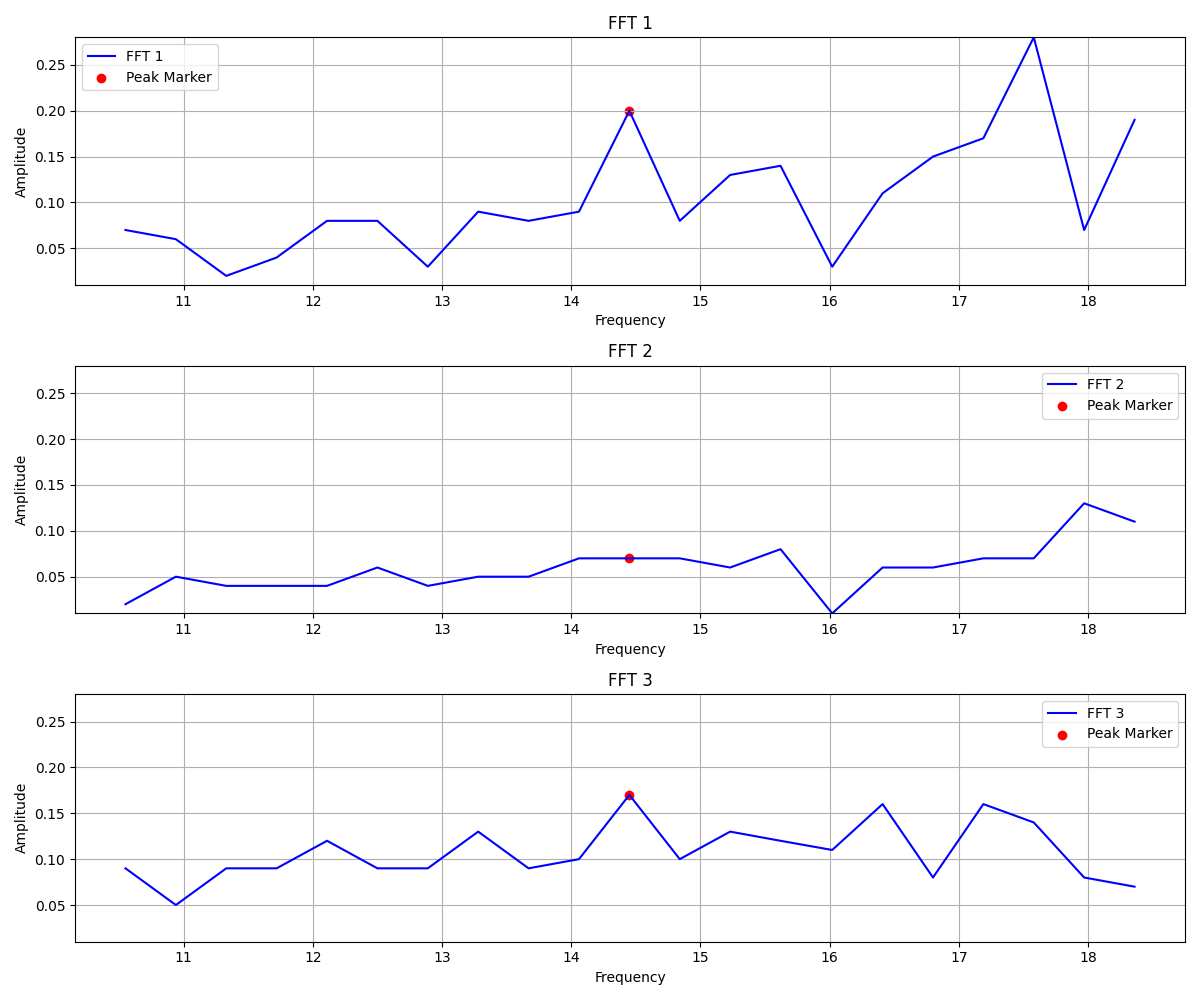 FFT 1
FFT 1
Peak Marker
Amplitude
0.25
0.20
0.15
0.10
0.05
11 12 13 14 15 16 17 18
Frequency
FFT 2
FFT 2
Peak Marker
Amplitude
0.25
0.20
0.15
0.10
0.05
11 12 13 14 15 16 17 18
Frequency
FFT 3
FFT 3
Peak Marker
Amplitude
0.25
0.20
0.15
0.10
0.05
11 12 13 14 15 16 17 18
Frequency